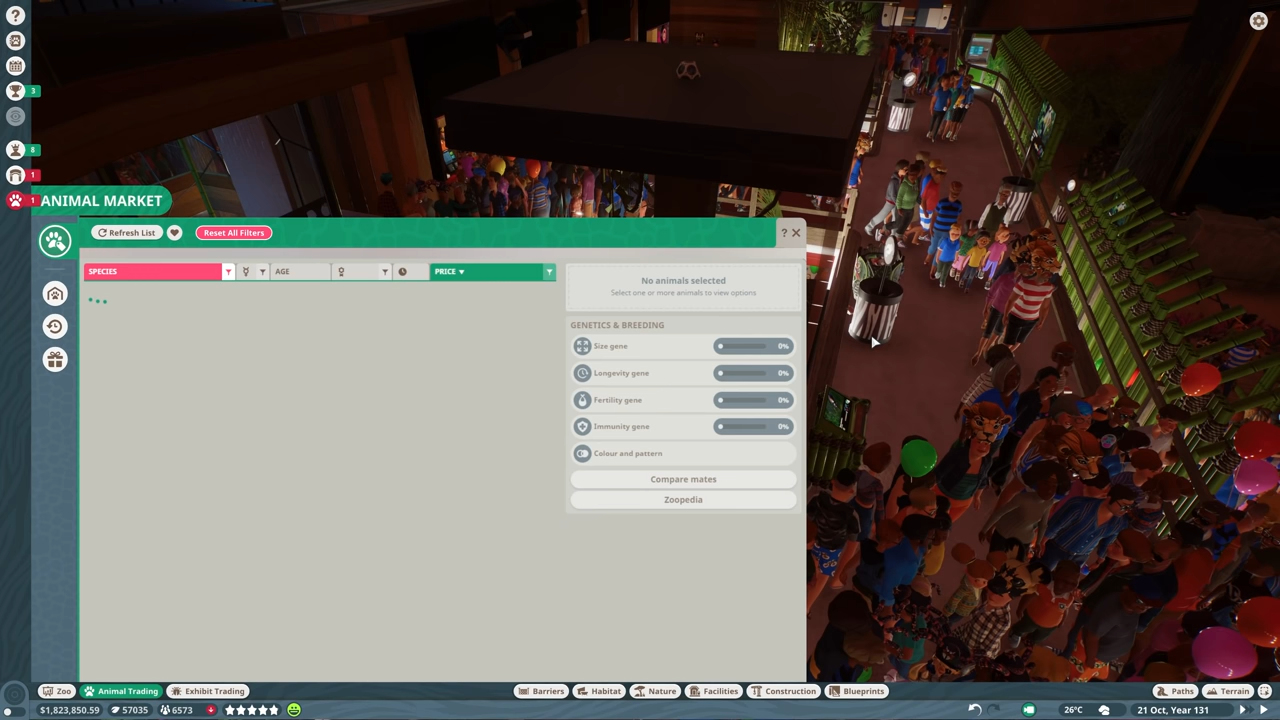 ?
3
8
1
1
ANIMAL MARKET
Refresh List
Reset All Filters
?
SPECIES
AGE
PRICE
No animals selected
Select one or more animals to view options
GENETICS & BREEDING
Size gene
0%
Longevity gene
0%
Fertility gene
0%
Immunity gene
0%
Colour and pattern
Compare mates
Zoopedia
Zoo
Animal Trading
Exhibit Trading
Barriers
Habitat
Nature
Facilities
Construction
Blueprints
Paths
Terrain
$1,823,850.59
57035
6573
26°C
21 Oct, Year 131